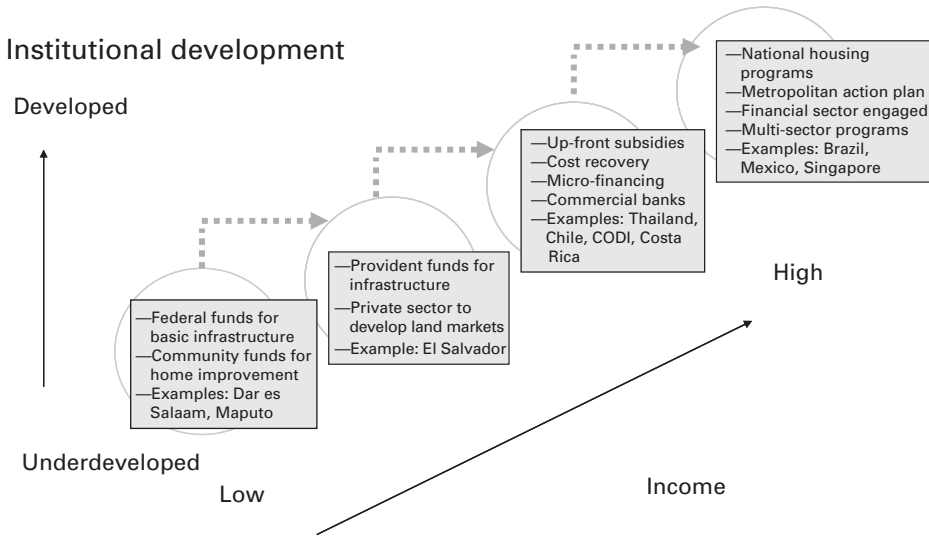 Institutional development
Developed
—National housing
programs
—Metropolitan action plan
—Financial sector engaged
—Multi-sector programs
—Examples: Brazil,
Mexico, Singapore
—Up-front subsidies
—Cost recovery
—Micro-financing
—Commercial banks
—Examples: Thailand,
Chile, CODI, Costa
Rica
—Provident funds for
infrastructure
—Private sector to
develop land markets
—Example: El Salvador
—Federal funds for
basic infrastructure
—Community funds for
home improvement
—Examples: Dar es
Salaam, Maputo
High
Underdeveloped
Low
Income